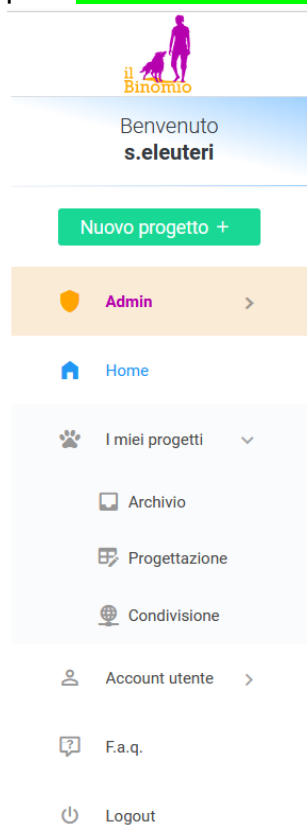 il
Binomio
Benvenuto
s.eleuteri
Nuovo progetto +
Admin
Home
I miei progetti
Archivio
Progettazione
Condivisione
Account utente
F.a.q.
Logout